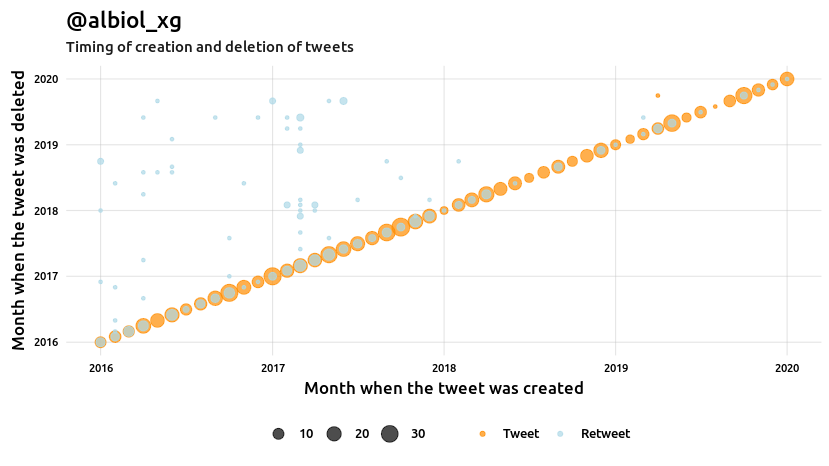 @albiol_xg
Timing of creation and deletion of tweets
Month when the tweet was deleted
2020
2019
2018
2017
2016
2016 2017 2018 2019 2020
Month when the tweet was created
10 20 30 Tweet Retweet